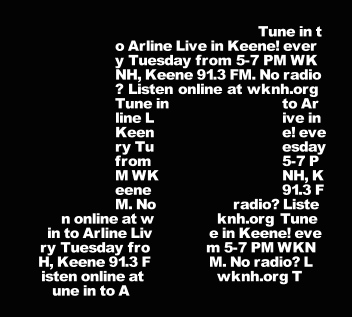 Tune in t
o Arline Live in Keene! ever
y Tuesday from 5-7 PM WK
NH, Keene 91.3 FM. No radio
? Listen online at wknh.org
Tune in to Ar
line L ive in
Keen e! eve
ry Tu esday
from 5-7 P
M WK NH, K
eene 91.3 F
M. No radio? Liste
n online at w knh.org Tune
in to Arline Liv e in Keene! eve
ry Tuesday fro m 5-7 PM WKN
H, Keene 91.3 F M. No radio? L
isten online at wknh.org T
une in to A